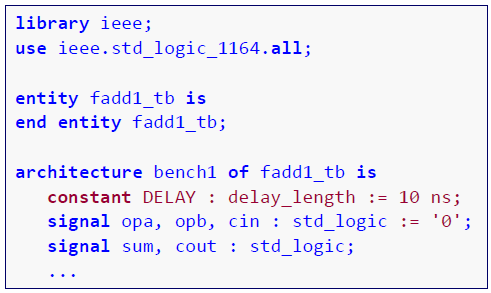 library ieee;
use ieee.std_logic_1164.all;

entity fadd1_tb is
end entity fadd1_tb;

architecture bench1 of fadd1_tb is
   constant DELAY : delay_length := 10 ns;
   signal opa, opb, cin : std_logic := '0';
   signal sum, cout : std_logic;
   ...